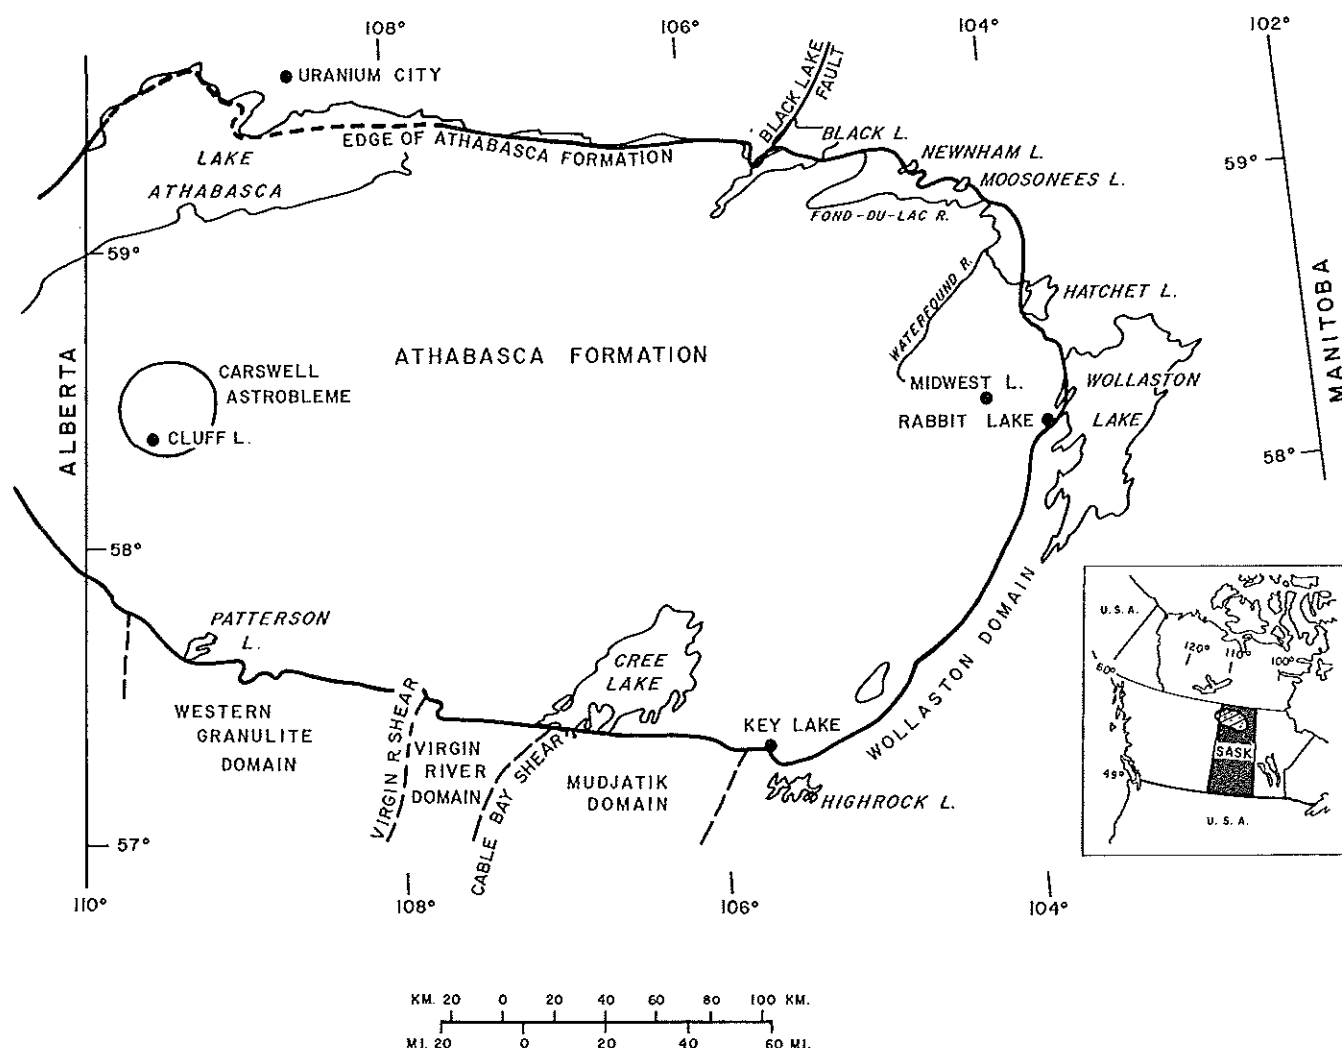 108°
106°
104°
102°
URANIUM CITY
BLACK LAKE
FAULT
EDGE OF ATHABASCA FORMATION
BLACK L.
NEWNHAM L.
MOOSONEES L.
59°
LAKE
ATHABASCA
FOND-DU-LAC R.
59°
WATERFOUND R.
HATCHET L.
MANITOBA
ALBERTA
ATHABASCA FORMATION
CARSWELL
ASTROBLEME
CLUFF L.
MIDWEST L.
RABBIT LAKE
WOLLASTON
LAKE
58°
58°
PATTERSON
L.
CREE
LAKE
WOLLASTON DOMAIN
WESTERN
GRANULITE
DOMAIN
VIRGIN R. SHEAR
VIRGIN
RIVER
DOMAIN
CABLE BAY SHEAR
MUDJATIK
DOMAIN
KEY LAKE
HIGHROCK L.
57°
110°
108°
106°
104°
U.S.A.
120°
110°
100°
60°
SASK
49°
U.S.A.
KM. 20 0 20 40 60 80 100 KM.
MI. 20 0 20 40 60 MI.